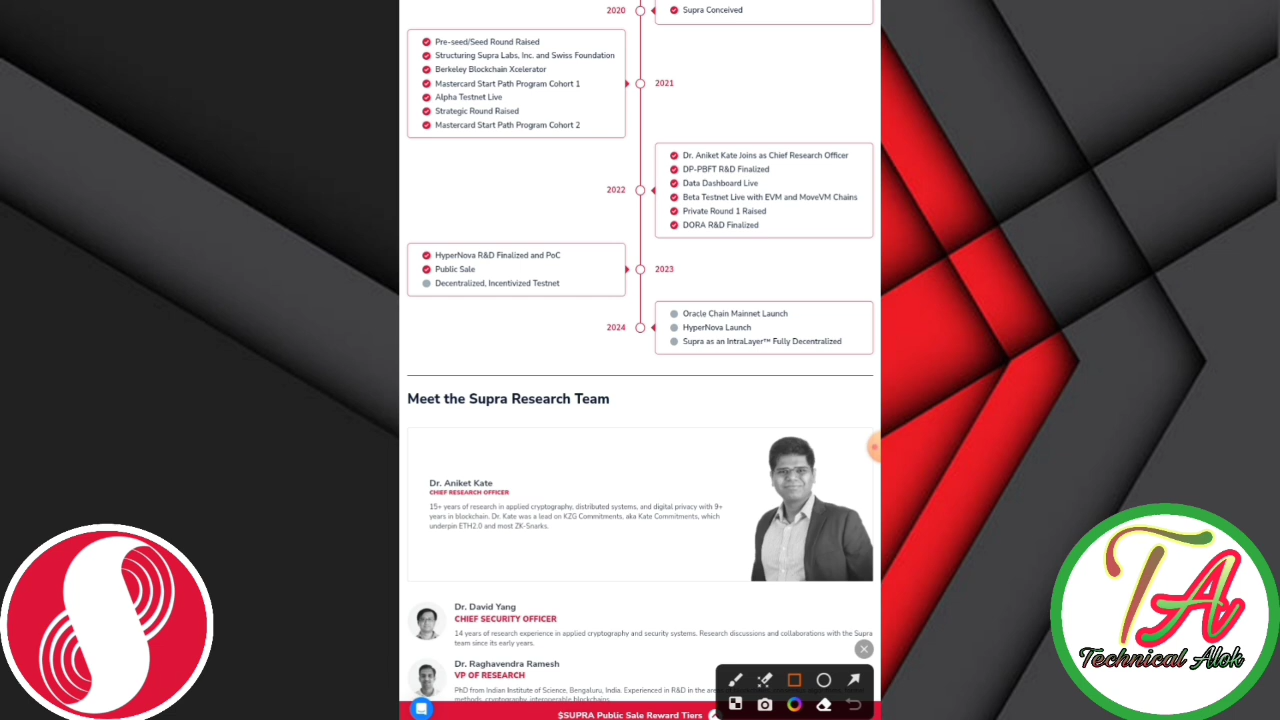 2020
Supra Conceived
Pre-seed/Seed Round Raised
Structuring Supra Labs, Inc. and Swiss Foundation
Berkeley Blockchain Xcelerator
Mastercard Start Path Program Cohort 1
Alpha Testnet Live
Strategic Round Raised
Mastercard Start Path Program Cohort 2
2021
Dr. Aniket Kate Joins as Chief Research Officer
DP-PBFT R&D Finalized
Data Dashboard Live
Beta Testnet Live with EVM and MoveVM Chains
Private Round 1 Raised
DORA R&D Finalized
2022
HyperNova R&D Finalized and PoC
Public Sale
Decentralized, Incentivized Testnet
2023
Oracle Chain Mainnet Launch
HyperNova Launch
Supra as an IntraLayer™ Fully Decentralized
2024
Meet the Supra Research Team
Dr. Aniket Kate
CHIEF RESEARCH OFFICER
15+ years of research in applied cryptography, distributed systems, and digital privacy with 9+
years in blockchain. Dr. Kate was a lead on KZG Commitments, aka Kate Commitments, which
underpin ETH2.0 and most ZK-Snarks.
Dr. David Yang
CHIEF SECURITY OFFICER
14 years of research experience in applied cryptography and security systems. Research discussions and collaborations with the Supra
team since its early years.
Dr. Raghavendra Ramesh
VP OF RESEARCH
PhD from Indian Institute of Science, Bengaluru, India. Experienced in R&D in the
methods, cryptography, interoperable blockchains.
$SUPRA Public Sale Reward Tiers
TAv
Technical Alok